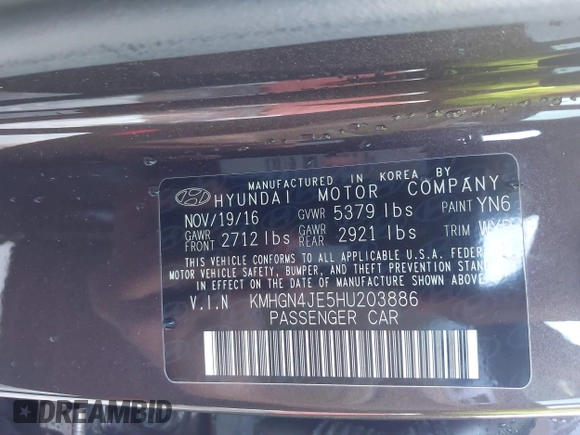 MANUFACTURED IN KOREA BY
HYUNDAI MOTOR COMPANY
NOV/19/16 GVWR 5379 lbs PAINT YN6
GAWR FRONT 2712 lbs GAWR REAR 2921 lbs TRIM
THIS VEHICLE CONFORMS TO ALL APPLICABLE U.S.A. FEDERAL
MOTOR VEHICLE SAFETY, BUMPER, AND THEFT PREVENTION STAND
IN EFFECT ON THE DATE OF MANUFACTURE SHOWN ABOVE.
V.I.N KMHGN4JE5HU203886
PASSENGER CAR
DREAMBID